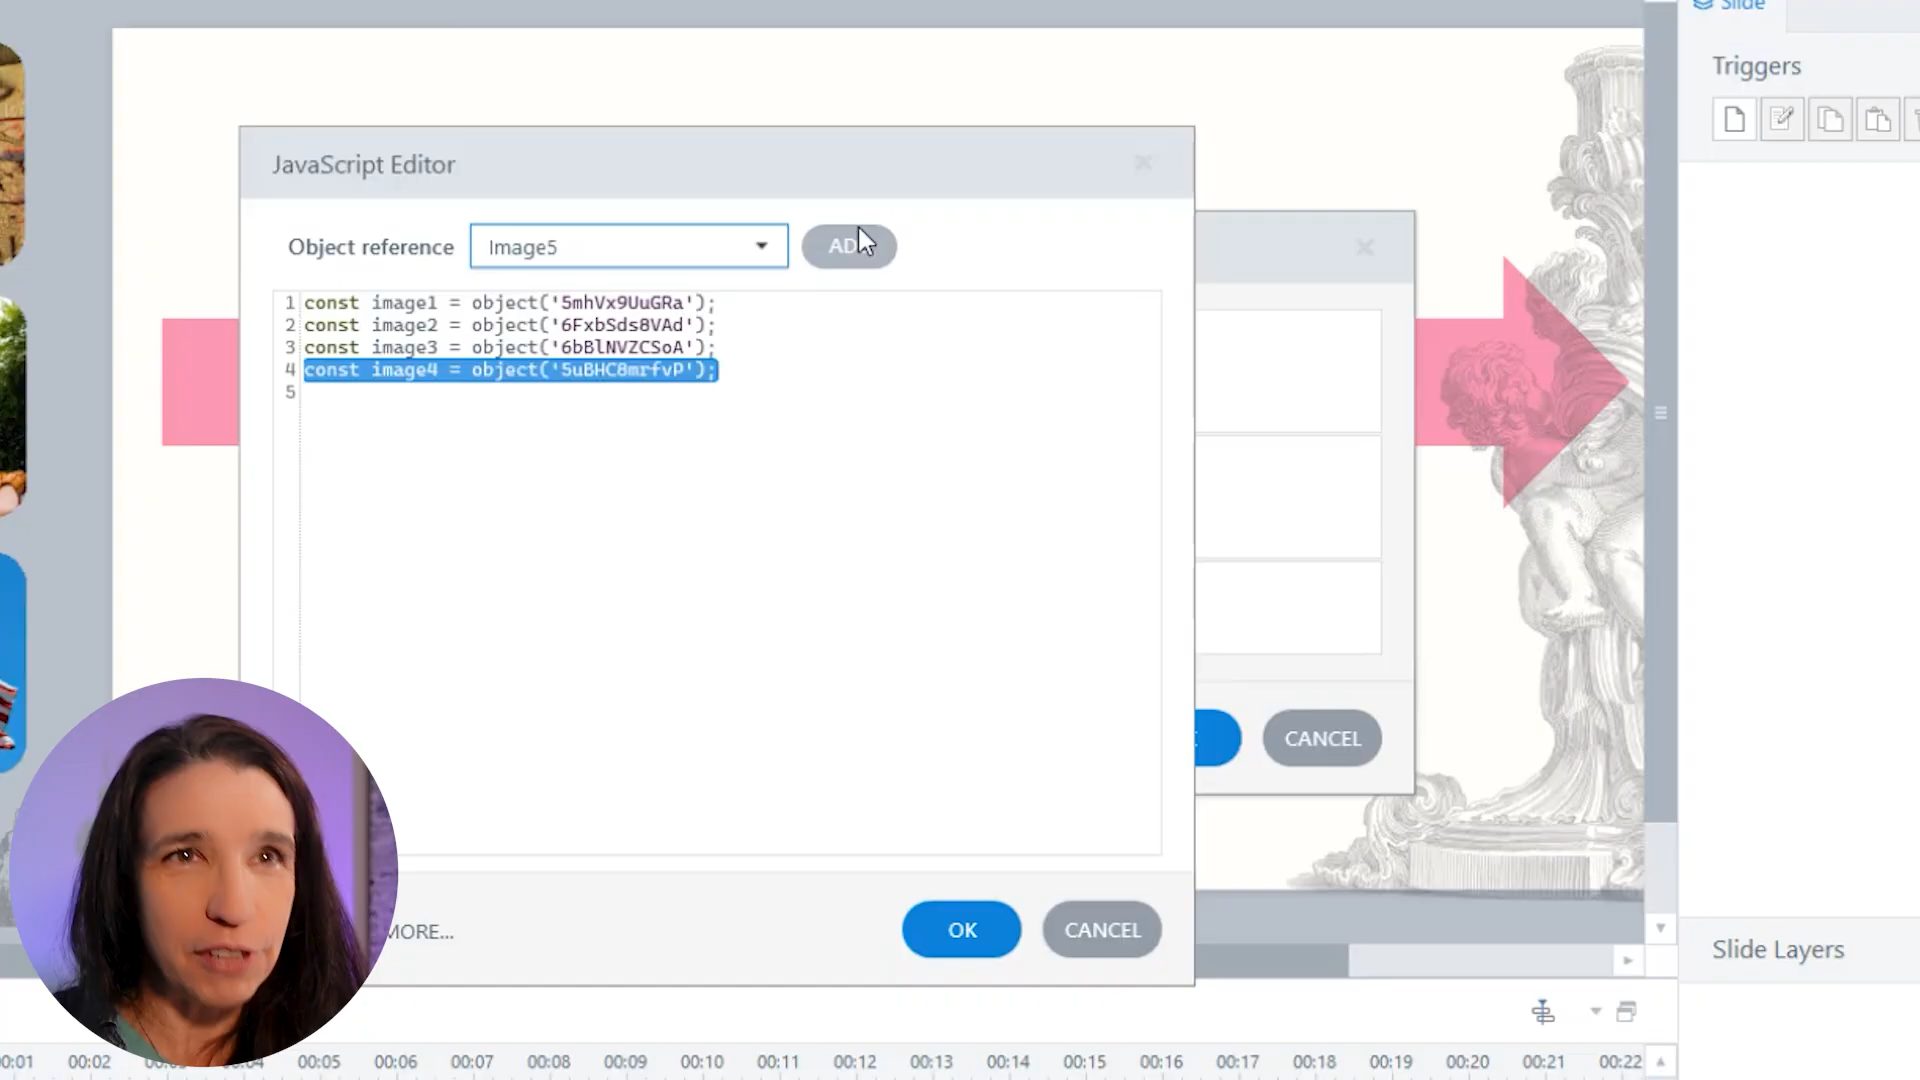 Slide
Triggers
JavaScript Editor
Object reference
Image5
1 const image1 = object('5mhVx9UuGRa');
2 const image2 = object('6FxbSds8VAd');
3 const image3 = object('6bBlNVZCSoA');
4 const image4 = object('5uBHC8mrfvP');
5
CANCEL
MORE...
OK
CANCEL
Slide Layers
00:02 00:05 00:06 00:07 00:08 00:09 00:10 00:11 00:12 00:13 00:14 00:15 00:16 00:17 00:18 00:19 00:20 00:21 00:22